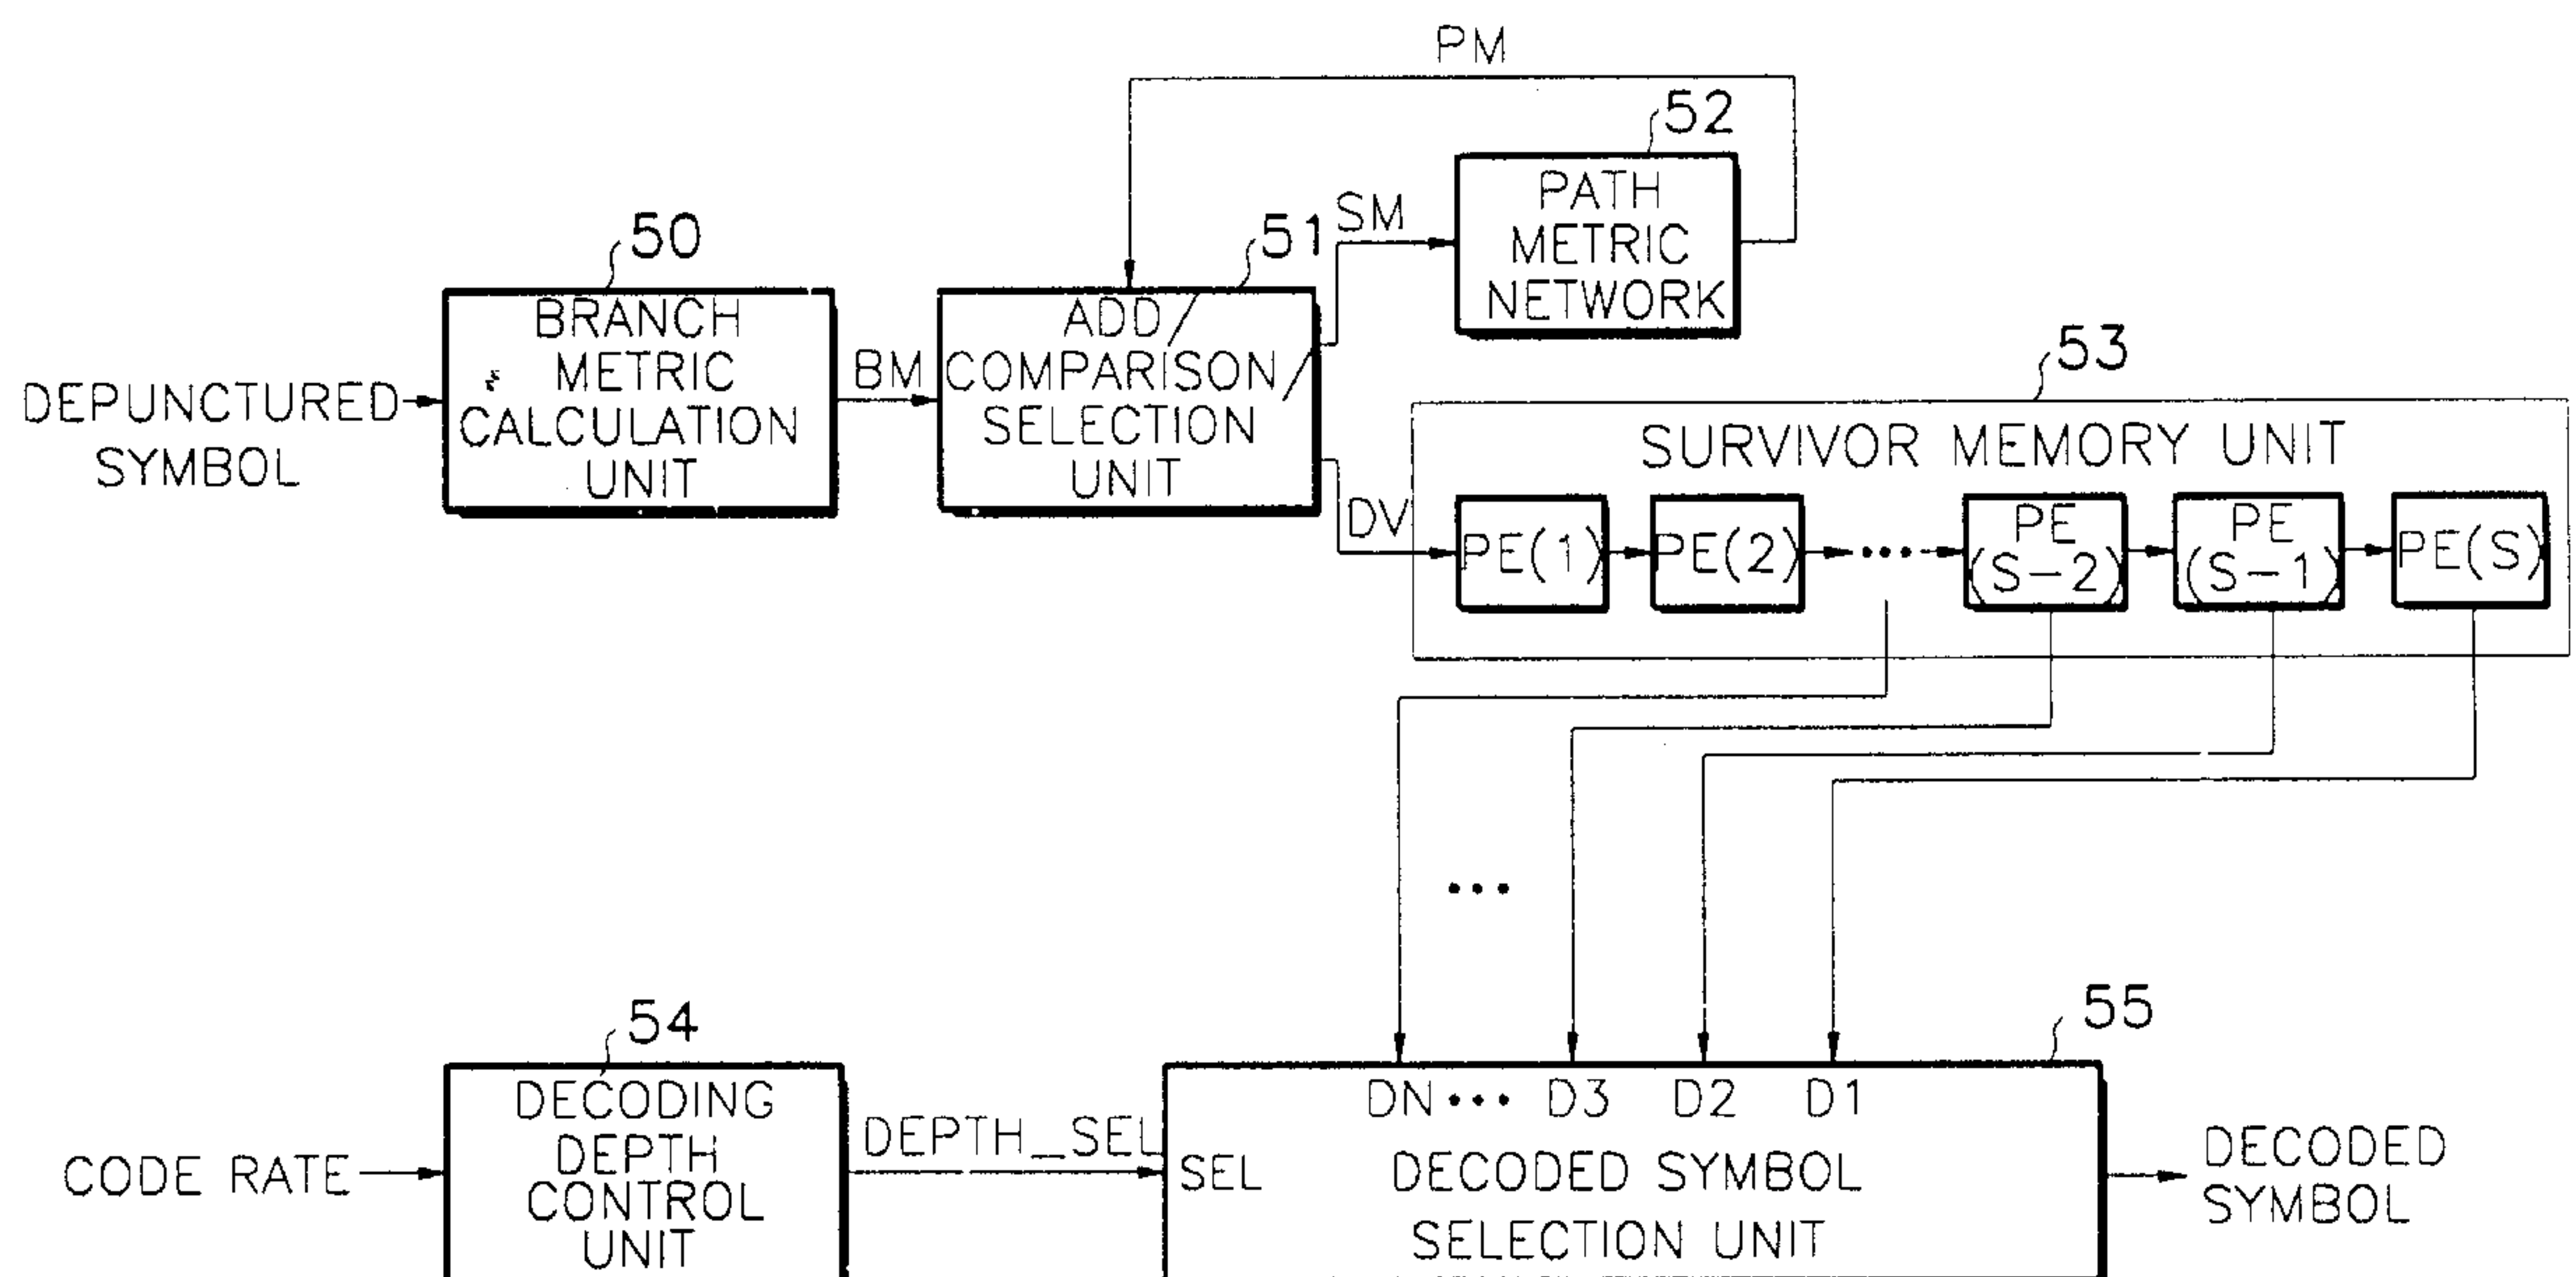 PM
52
PATH
METRIC
NETWORK
SM
50
51
BRANCH
METRIC
CALCULATION
UNIT
BM
ADD/
COMPARISON/
SELECTION
UNIT
DEPUNCTURED
SYMBOL
53
SURVIVOR MEMORY UNIT
DV
PE(1)
PE(2)
•••
PE
(S-2)
PE
(S-1)
PE(S)
•••
54
55
DECODING
DEPTH
CONTROL
UNIT
CODE RATE
DEPTH_SEL
SEL
DN ••• D3 D2 D1
DECODED SYMBOL
SELECTION UNIT
DECODED
SYMBOL